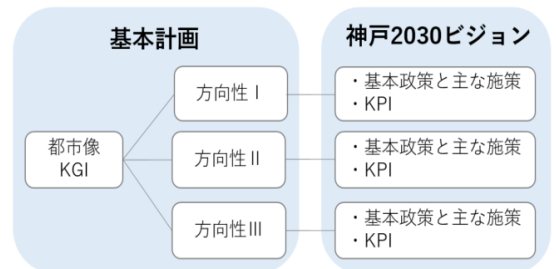 基本計画
神戸2030ビジョン
都市像
KGI
方向性Ⅰ
・基本政策と主な施策
・KPI
方向性Ⅱ
・基本政策と主な施策
・KPI
方向性Ⅲ
・基本政策と主な施策
・KPI